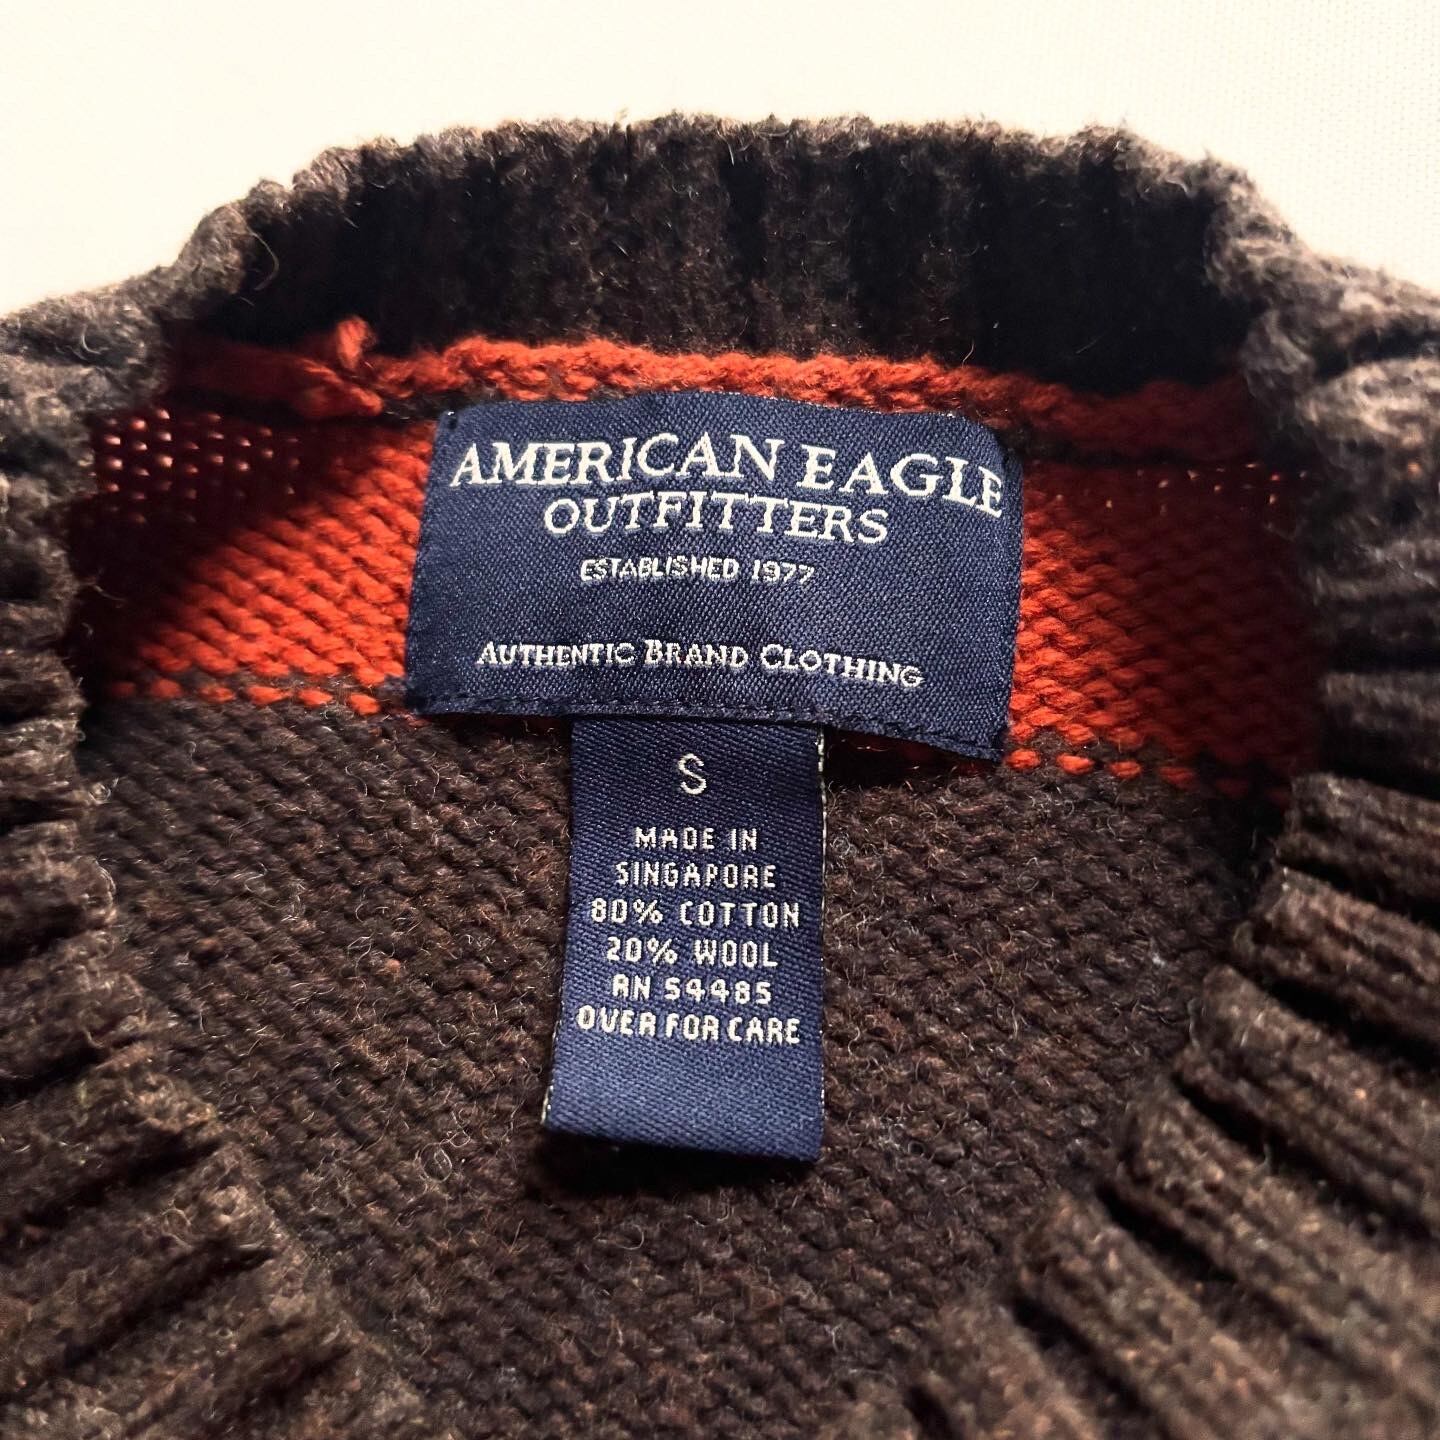 AMERICAN EAGLE
OUTFITTERS
ESTABLISHED 1977
AUTHENTIC BRAND CLOTHING
S
MADE IN
SINGAPORE
80% COTTON
20% WOOL
RN 54485
OVER FOR CARE